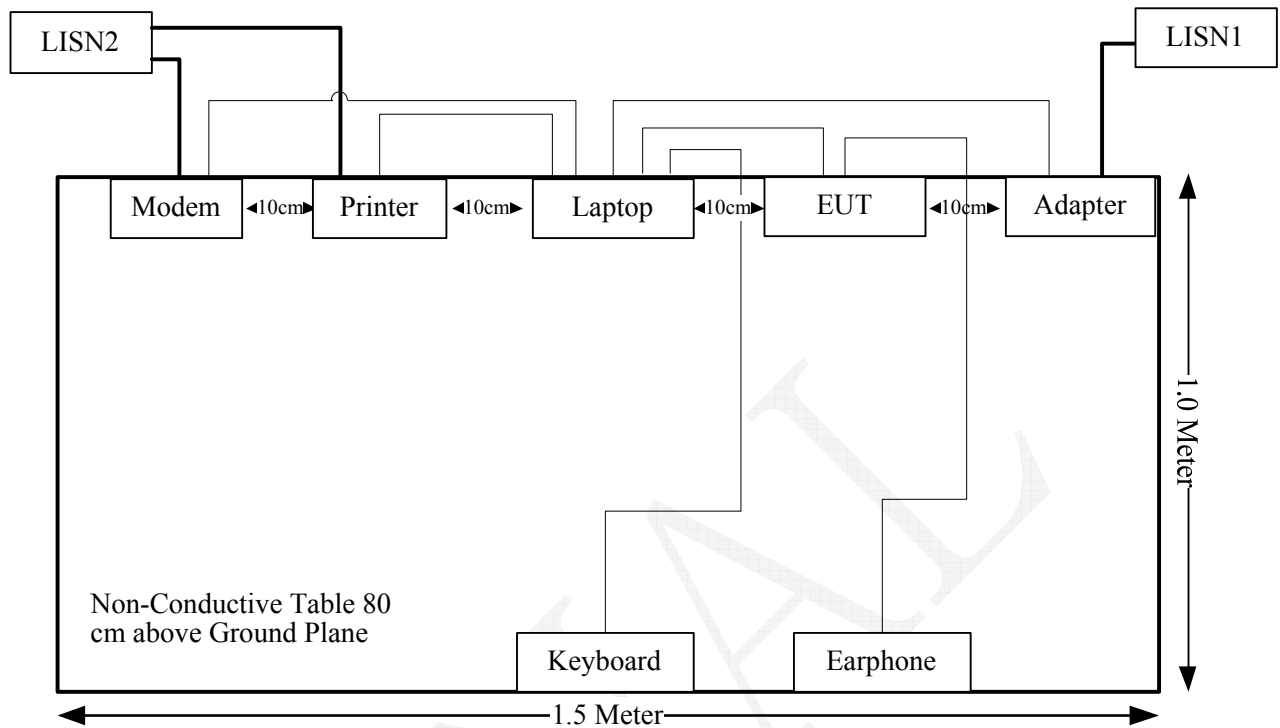 LISN2
LISN1
Modem
10cm
Printer
10cm
Laptop
10cm
EUT
10cm
Adapter
1.0 Meter
Non-Conductive Table 80
cm above Ground Plane
Keyboard
Earphone
1.5 Meter